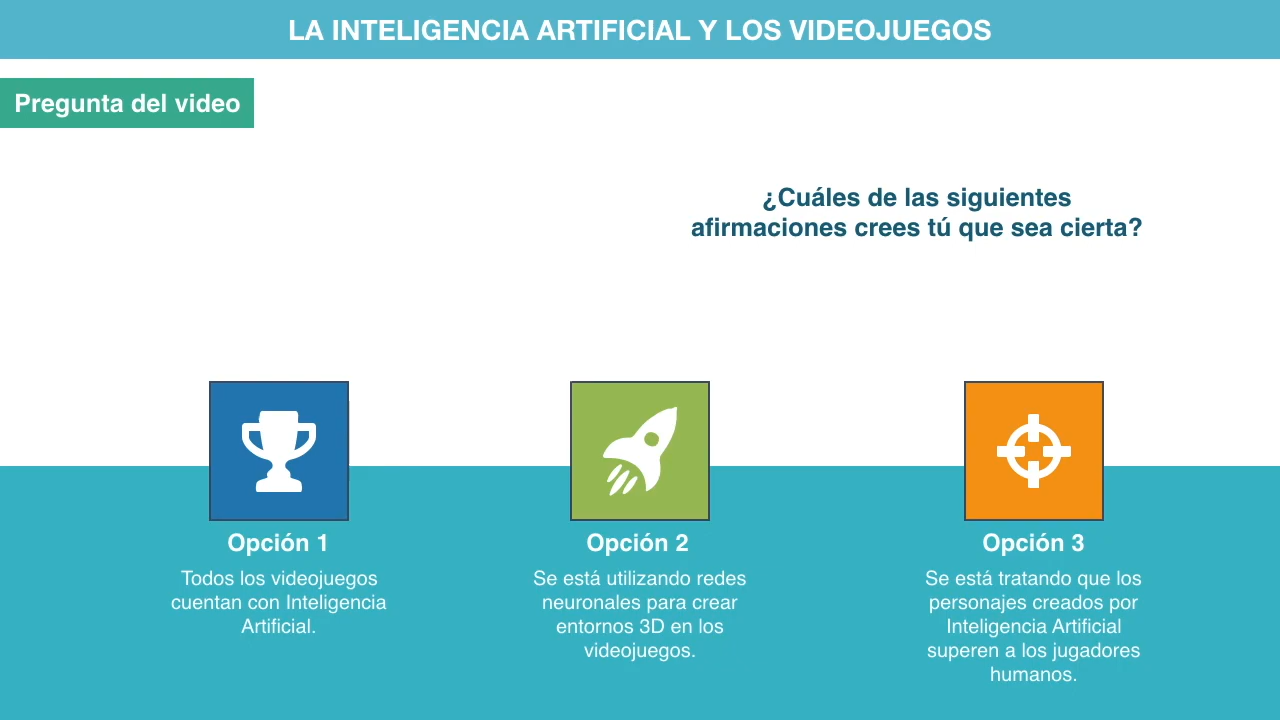 LA INTELIGENCIA ARTIFICIAL Y LOS VIDEOJUEGOS
Pregunta del video
¿Cuáles de las siguientes
afirmaciones crees tú que sea cierta?
Opción 1
Todos los videojuegos
cuentan con Inteligencia
Artificial.
Opción 2
Se está utilizando redes
neuronales para crear
entornos 3D en los
videojuegos.
Opción 3
Se está tratando que los
personajes creados por
Inteligencia Artificial
superen a los jugadores
humanos.